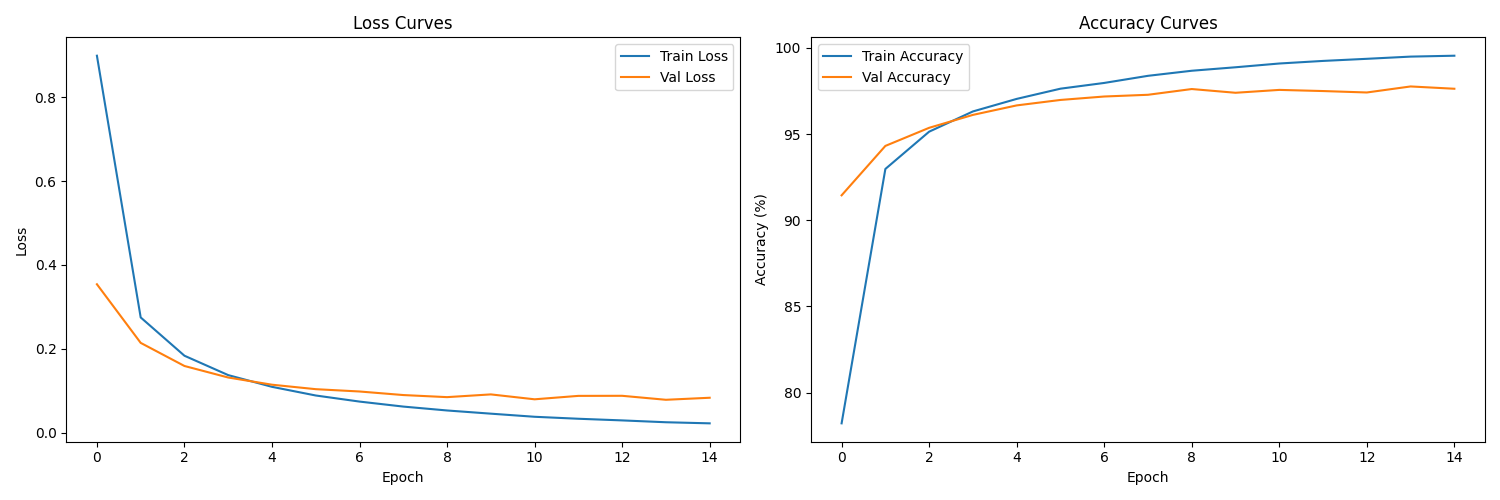 Loss Curves
Train Loss
Val Loss
0.8
0.6
0.4
0.2
0.0
Loss
0 2 4 6 8 10 12 14
Epoch
Accuracy Curves
Train Accuracy
Val Accuracy
100
95
90
85
80
Accuracy (%)
0 2 4 6 8 10 12 14
Epoch